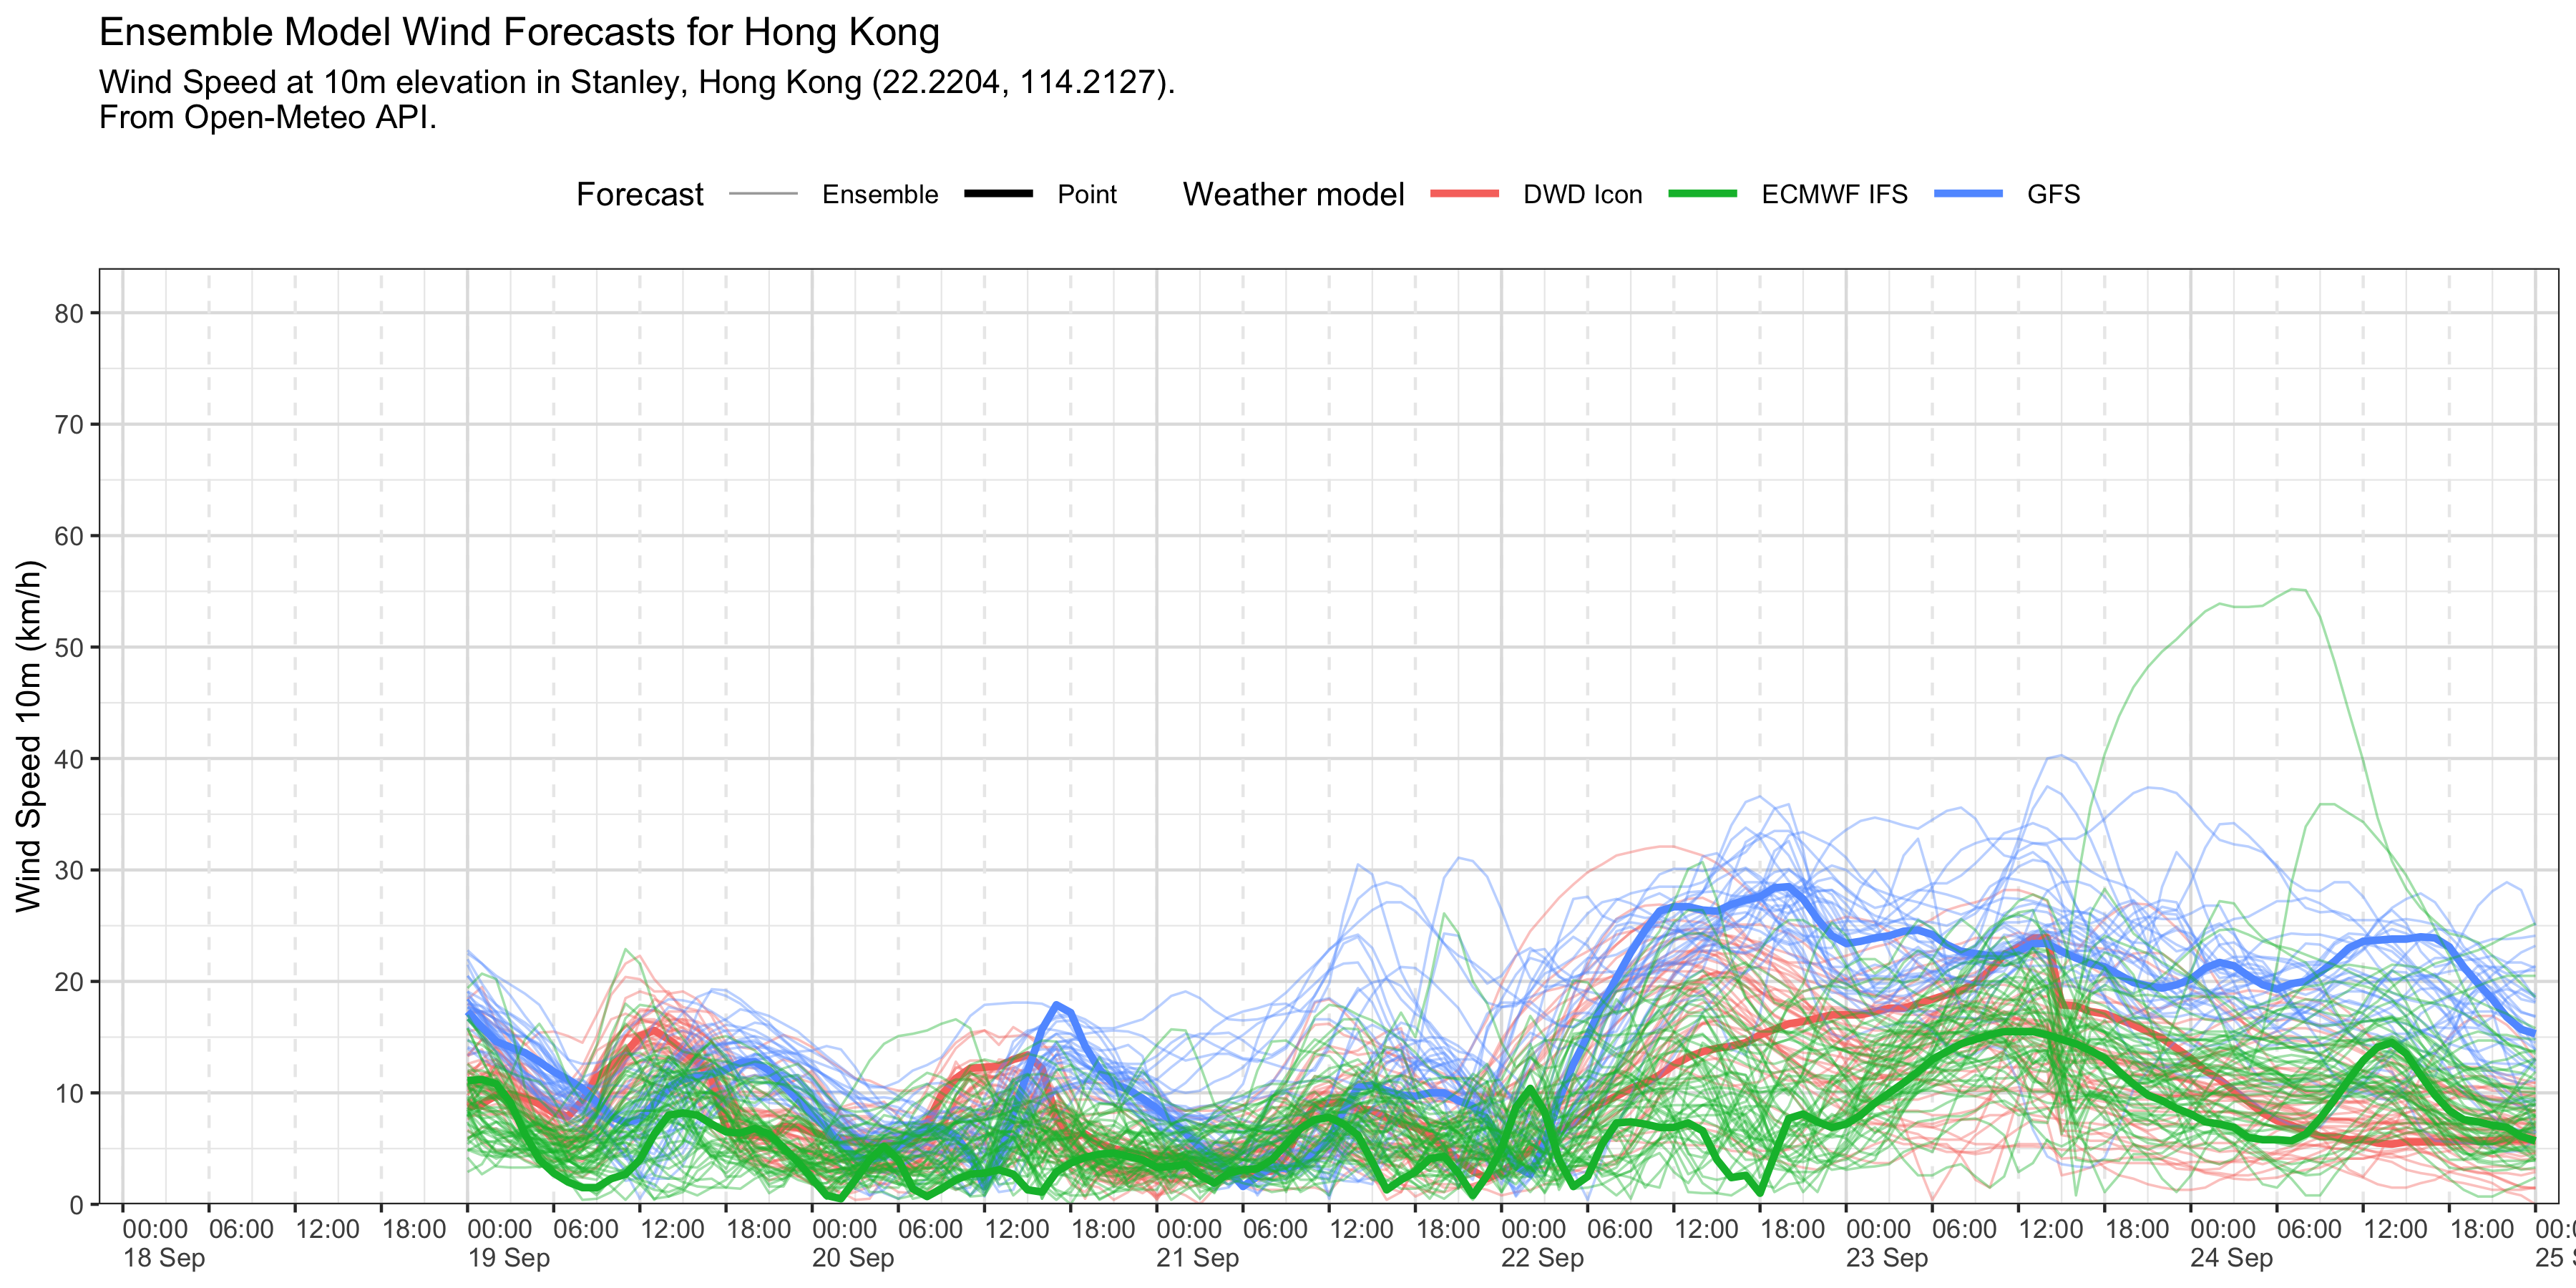 Ensemble Model Wind Forecasts for Hong Kong
Wind Speed at 10m elevation in Stanley, Hong Kong (22.2204, 114.2127).
From Open-Meteo API.
Forecast Ensemble Point Weather model DWD Icon ECMWF IFS GFS
Wind Speed 10m (km/h)
80
70
60
50
40
30
20
10
0
00:00 06:00 12:00 18:00 00:00 06:00 12:00 18:00 00:00 06:00 12:00 18:00 00:00 06:00 12:00 18:00 00:00 06:00 12:00 18:00 00:00 06:00 12:00 18:00 00:00 06:00 12:00 18:00 00:
18 Sep 19 Sep 20 Sep 21 Sep 22 Sep 23 Sep 24 Sep 25